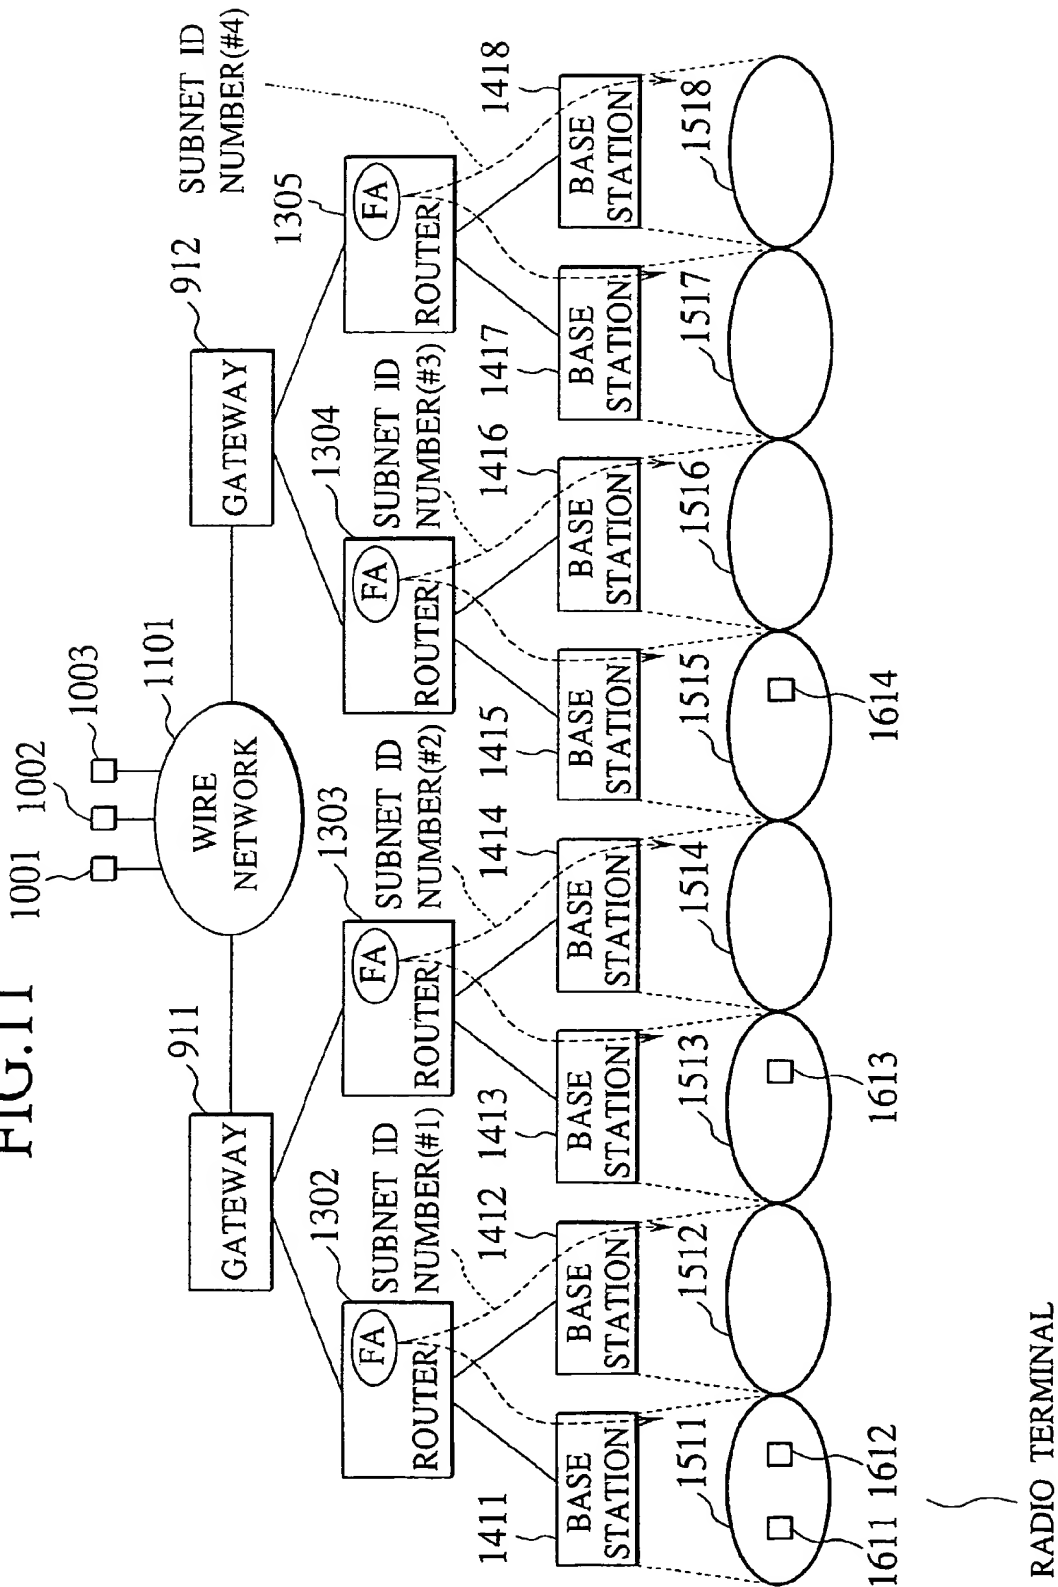 FIG.11
1001
1002
1003
1101
WIRE
NETWORK
911
GATEWAY
912
GATEWAY
1302
FA
ROUTER
SUBNET ID
NUMBER(#1)
1303
FA
ROUTER
SUBNET ID
NUMBER(#2)
1304
FA
ROUTER
SUBNET ID
NUMBER(#3)
1305
FA
ROUTER
SUBNET ID
NUMBER(#4)
1411
BASE
STATION
1412
BASE
STATION
1413
BASE
STATION
1414
BASE
STATION
1415
BASE
STATION
1416
BASE
STATION
1417
BASE
STATION
1418
BASE
STATION
1511
1512
1513
1514
1515
1516
1517
1518
1611
1612
1613
1614
RADIO TERMINAL